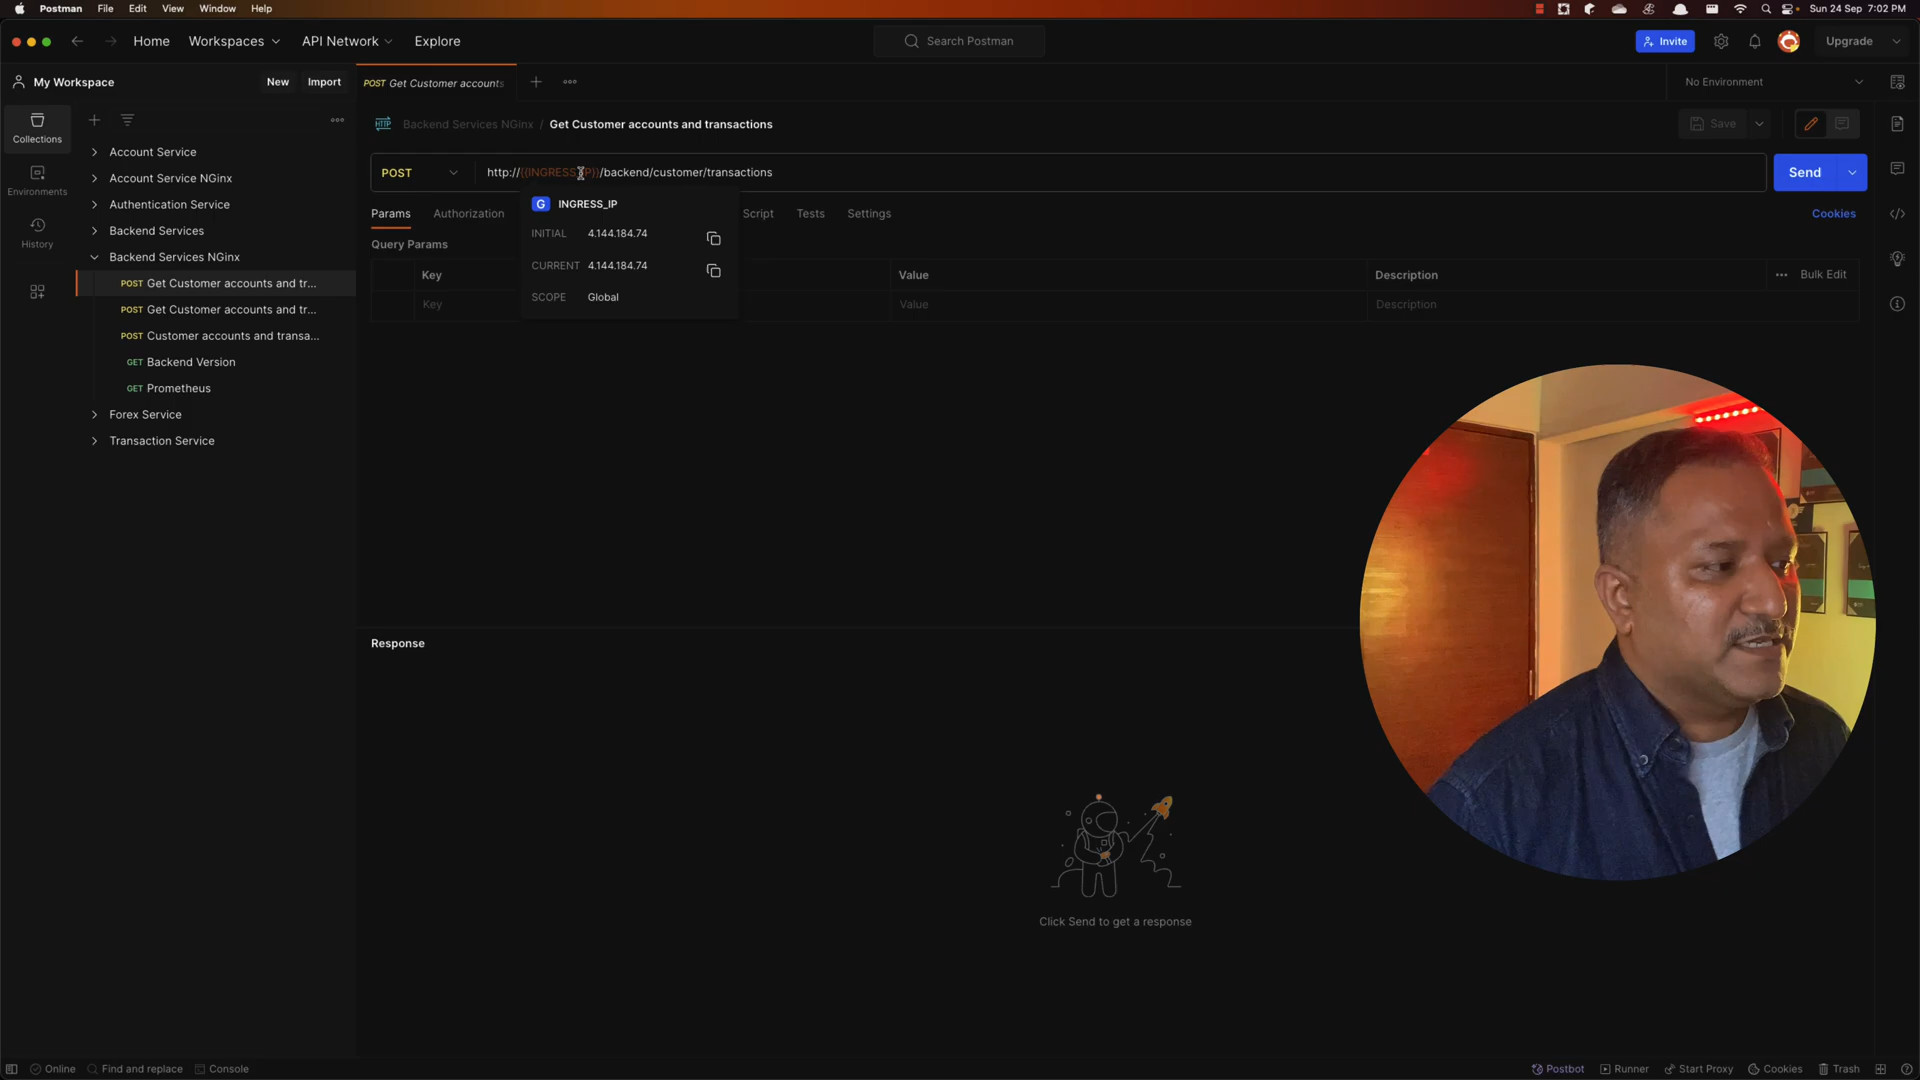 Postman File Edit View Window Help Sun 24 Sep 7:02 PM
Home Workspaces API Network Explore Search Postman Invite Upgrade
My Workspace New Import POST Get Customer accounts No Environment
Collections
Environments
History
Account Service
Account Service NGinx
Authentication Service
Backend Services
Backend Services NGinx
POST Get Customer accounts and tr...
POST Get Customer accounts and tr...
POST Customer accounts and transa...
GET Backend Version
GET Prometheus
Forex Service
Transaction Service
HTTP Backend Services NGinx / Get Customer accounts and transactions Save
POST http://{{INGRESS_IP}}/backend/customer/transactions Send
Params Authorization Script Tests Settings Cookies
G INGRESS_IP
INITIAL 4.144.184.74
CURRENT 4.144.184.74
SCOPE Global
Query Params
Key Value Description Bulk Edit
Key Value Description
Response
Click Send to get a response
Online Find and replace Console Postbot Runner Start Proxy Cookies Trash